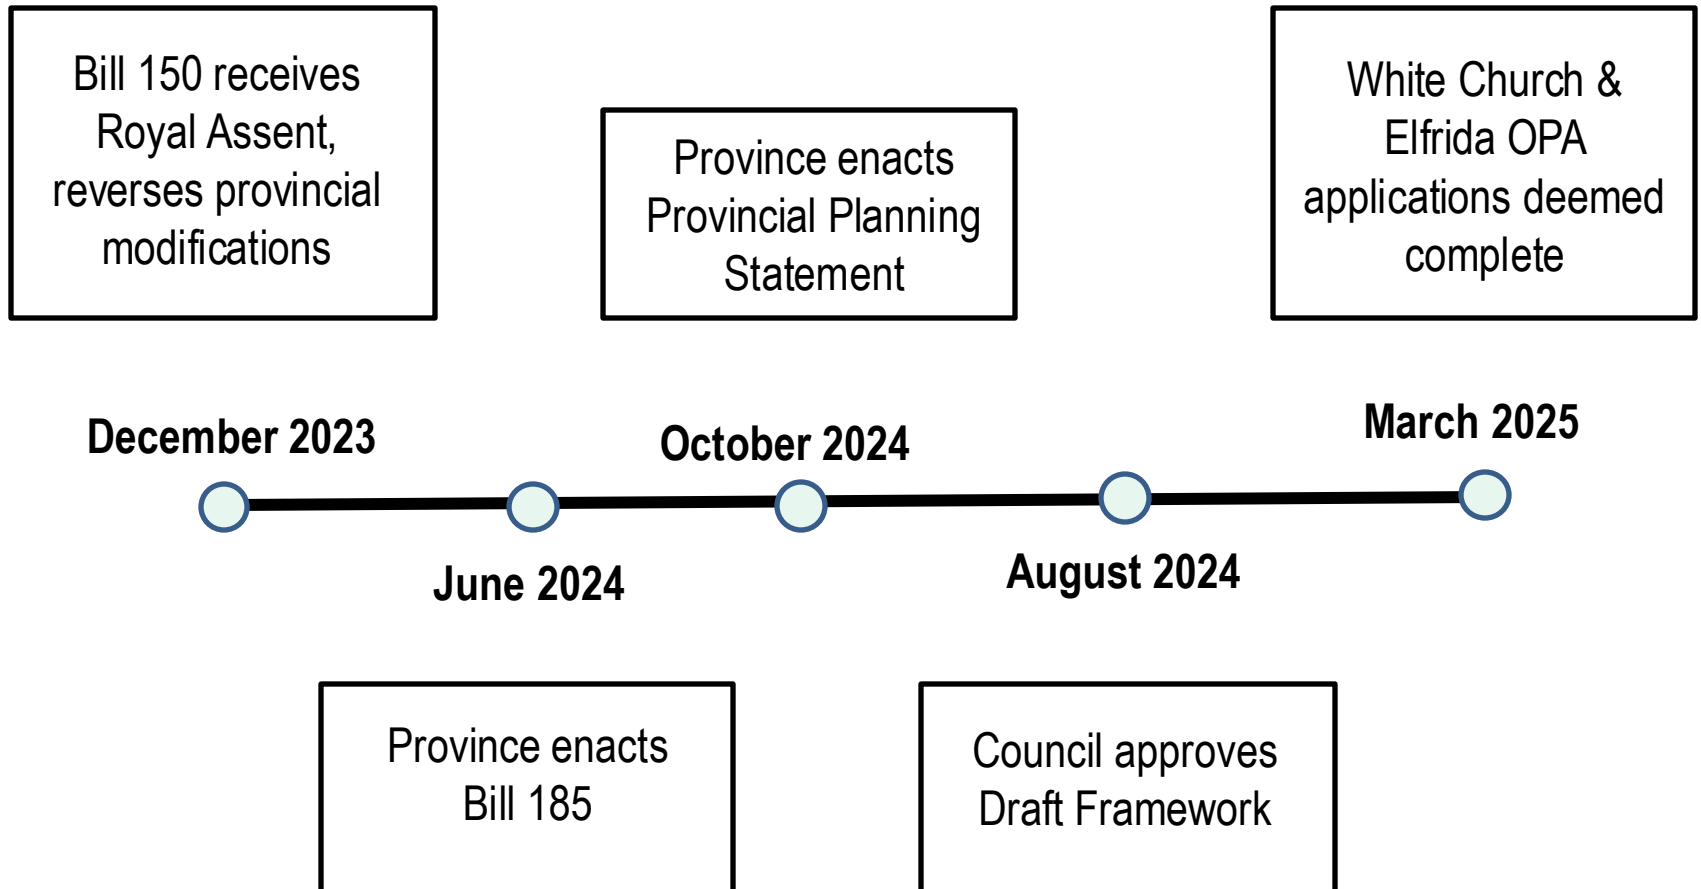 Bill 150 receives
Royal Assent,
reverses provincial
modifications
Province enacts
Provincial Planning
Statement
White Church &
Elfrida OPA
applications deemed
complete
December 2023
October 2024
March 2025
June 2024
August 2024
Province enacts
Bill 185
Council approves
Draft Framework